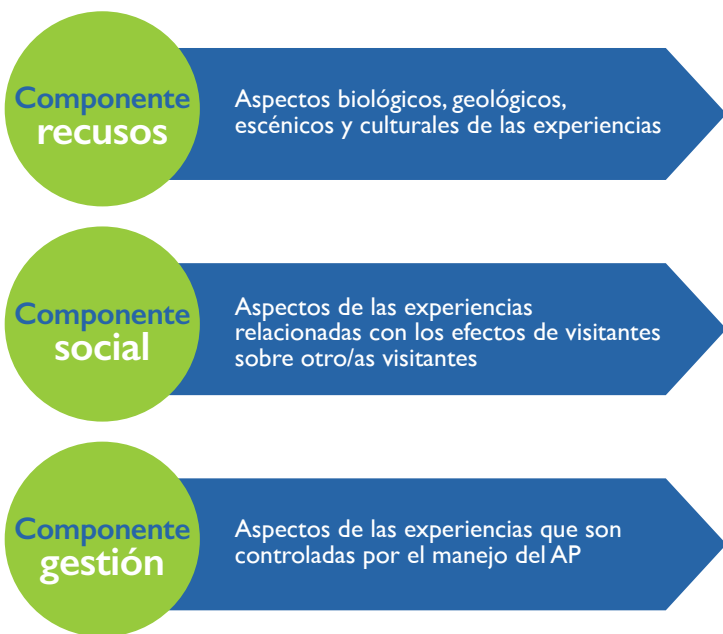 Componente
recusos
Aspectos biológicos, geológicos,
escénicos y culturales de las experiencias
Componente
social
Aspectos de las experiencias
relacionadas con los efectos de visitantes
sobre otro/as visitantes
Componente
gestión
Aspectos de las experiencias que son
controladas por el manejo del AP